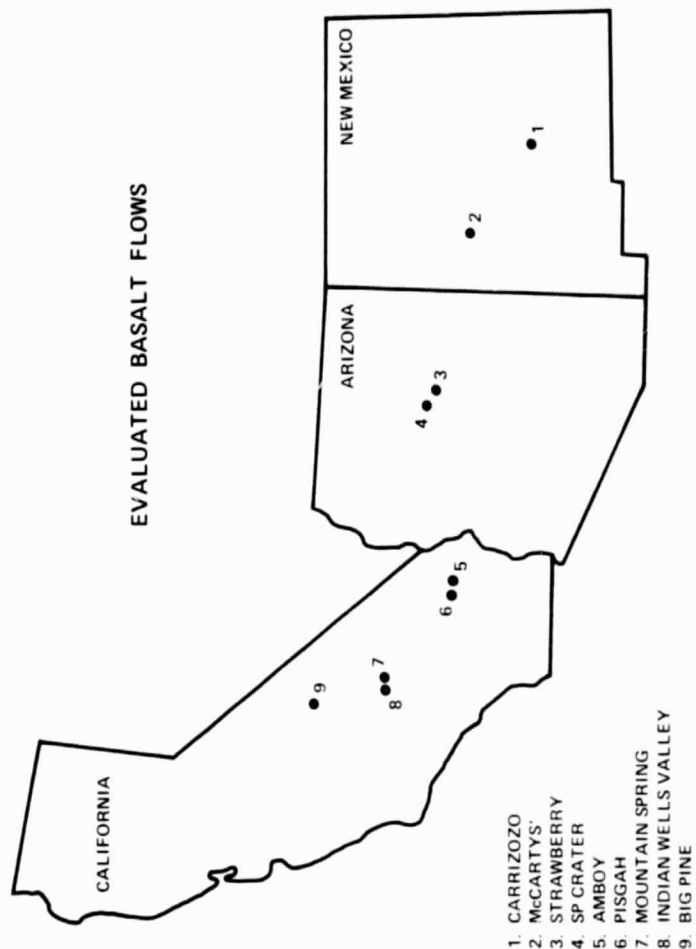 EVALUATED BASALT FLOWS
CALIFORNIA
ARIZONA
NEW MEXICO
9
8
7
6
5
4
3
2
1
1. CARRIZOZO
2. McCARTYS'
3. STRAWBERRY
4. SP CRATER
5. AMBOY
6. PISGAH
7. MOUNTAIN SPRING
8. INDIAN WELLS VALLEY
9. BIG PINE